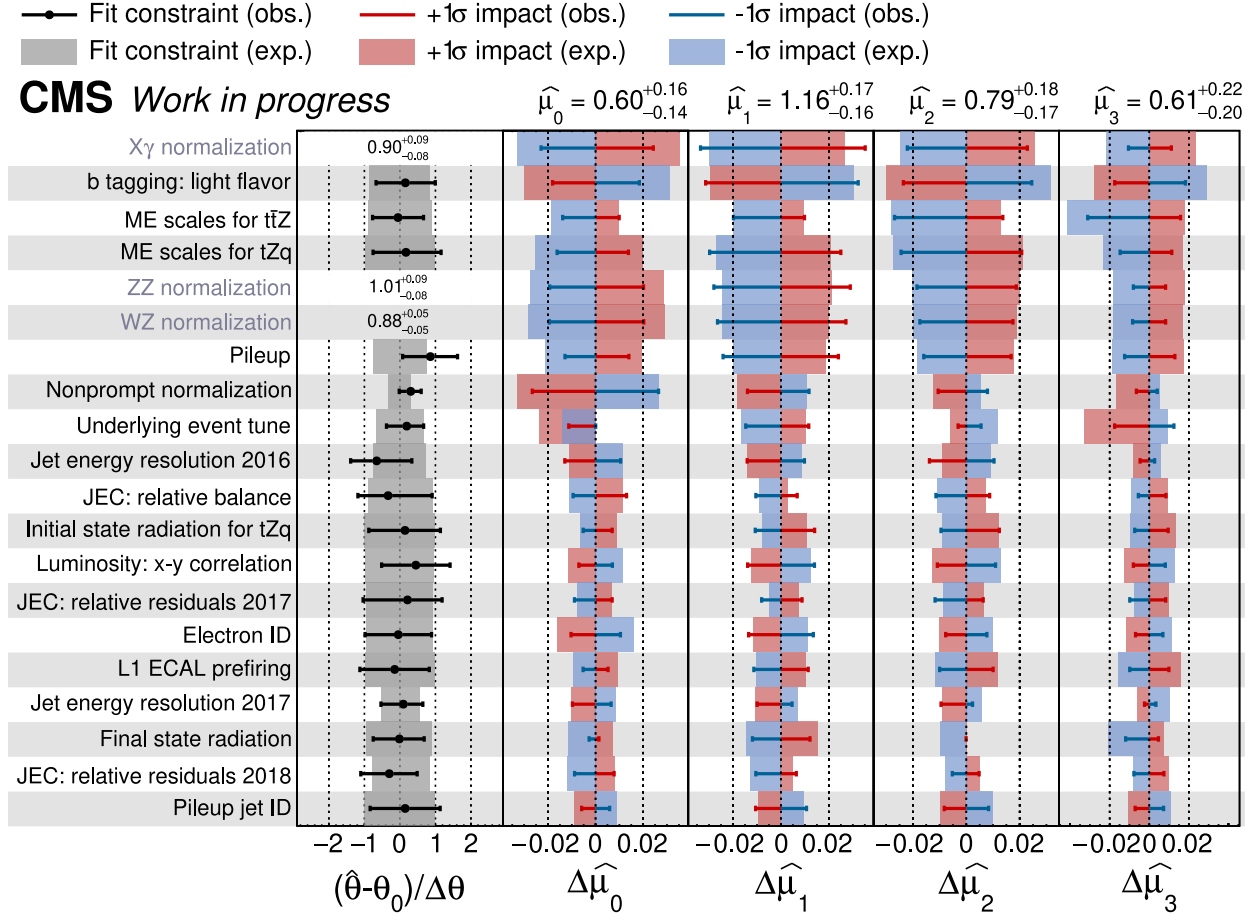 Fit constraint (obs.) +1σ impact (obs.) -1σ impact (obs.)
Fit constraint (exp.) +1σ impact (exp.) -1σ impact (exp.)
CMS Work in progress
μ̂₀ = 0.60 +0.16 −0.14
μ̂₁ = 1.16 +0.17 −0.16
μ̂₂ = 0.79 +0.18 −0.17
μ̂₃ = 0.61 +0.22 −0.20
Xγ normalization 0.90 +0.09 −0.08
b tagging: light flavor
ME scales for tt̄Z
ME scales for tZq
ZZ normalization 1.01 +0.09 −0.08
WZ normalization 0.88 +0.05 −0.05
Pileup
Nonprompt normalization
Underlying event tune
Jet energy resolution 2016
JEC: relative balance
Initial state radiation for tZq
Luminosity: x-y correlation
JEC: relative residuals 2017
Electron ID
L1 ECAL prefiring
Jet energy resolution 2017
Final state radiation
JEC: relative residuals 2018
Pileup jet ID
−2 −1 0 1 2 −0.02 0 0.02 −0.02 0 0.02 −0.02 0 0.02 −0.02 0 0.02
(θ̂-θ₀)/Δθ Δμ̂₀ Δμ̂₁ Δμ̂₂ Δμ̂₃